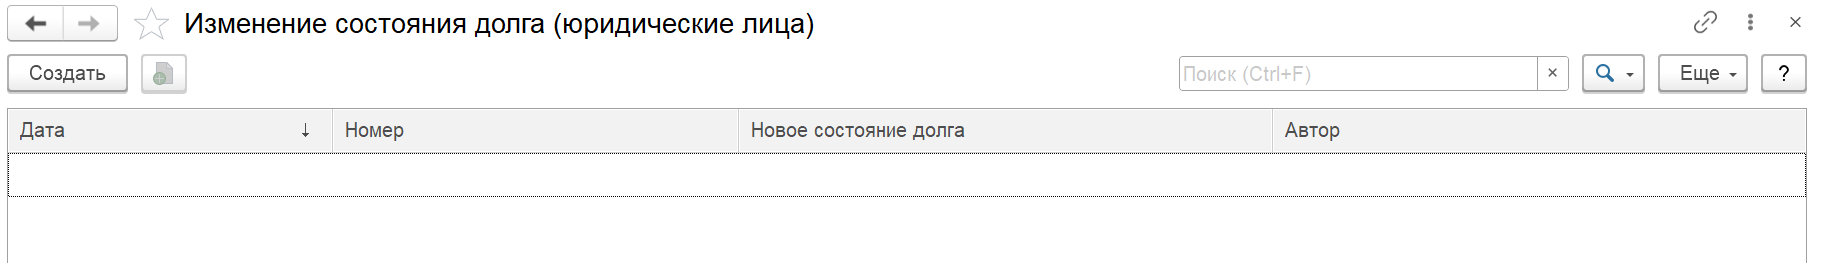 Изменение состояния долга (юридические лица)
Создать
Поиск (Ctrl+F)
Еще
?
Дата
Номер
Новое состояние долга
Автор